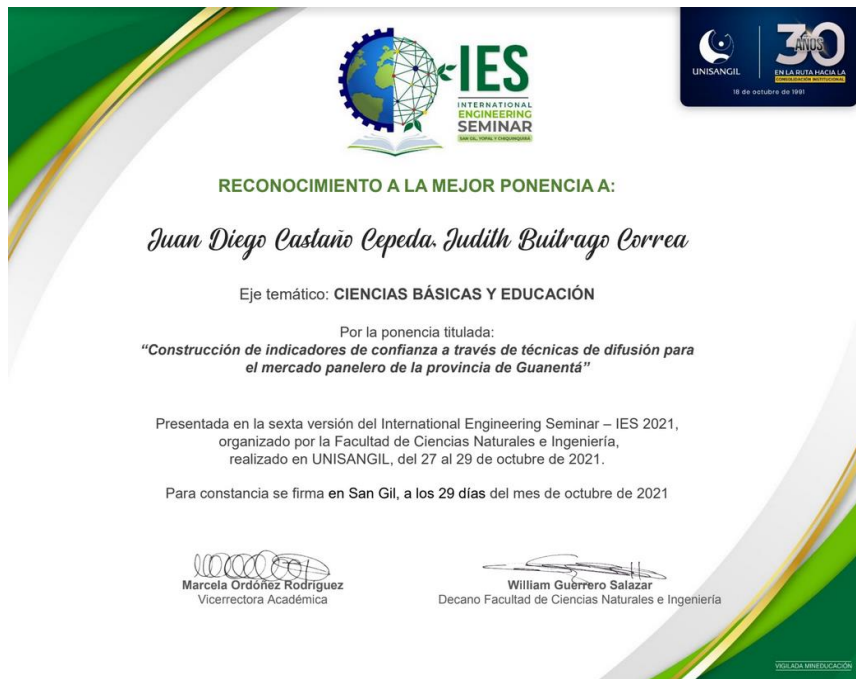 IES
INTERNATIONAL
ENGINEERING
SEMINAR
SAN GIL, YOPAL Y CHIQUINQUIRÁ
UNISANGIL
30
AÑOS
EN LA RUTA HACIA LA
CONSOLIDACIÓN INSTITUCIONAL
18 de octubre de 1991
RECONOCIMIENTO A LA MEJOR PONENCIA A:
Juan Diego Castaño Cepeda. Judith Buitrago Correa
Eje temático: CIENCIAS BÁSICAS Y EDUCACIÓN
Por la ponencia titulada:
“Construcción de indicadores de confianza a través de técnicas de difusión para
el mercado panelero de la provincia de Guanentá”
Presentada en la sexta versión del International Engineering Seminar – IES 2021,
organizado por la Facultad de Ciencias Naturales e Ingeniería,
realizado en UNISANGIL, del 27 al 29 de octubre de 2021.
Para constancia se firma en San Gil, a los 29 días del mes de octubre de 2021
Marcela Ordóñez Rodríguez
Vicerrectora Académica
William Guerrero Salazar
Decano Facultad de Ciencias Naturales e Ingeniería
VIGILADA MINEDUCACIÓN